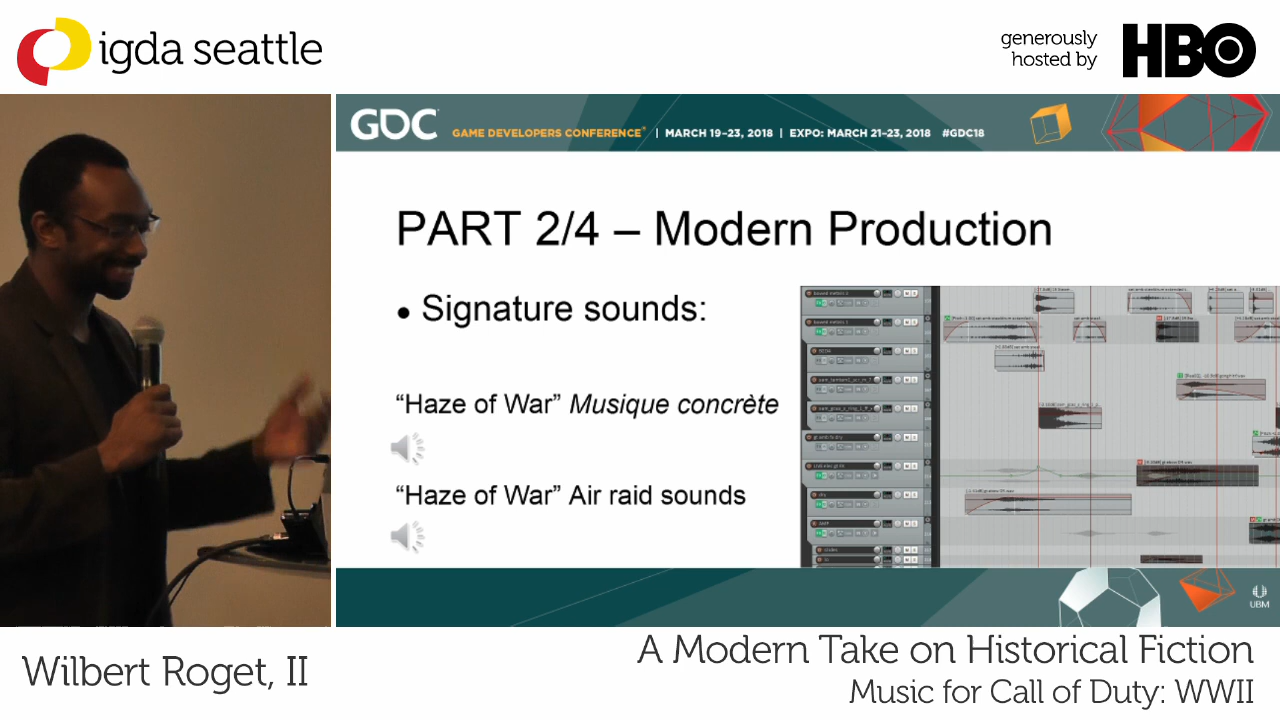 igda seattle
generously
hosted by
HBO
GDC
GAME DEVELOPERS CONFERENCE® | MARCH 19–23, 2018 | EXPO: MARCH 21–23, 2018 #GDC18
PART 2/4 – Modern Production
● Signature sounds:
“Haze of War” Musique concrète
“Haze of War” Air raid sounds
UBM
Wilbert Roget, II
A Modern Take on Historical Fiction
Music for Call of Duty: WWII